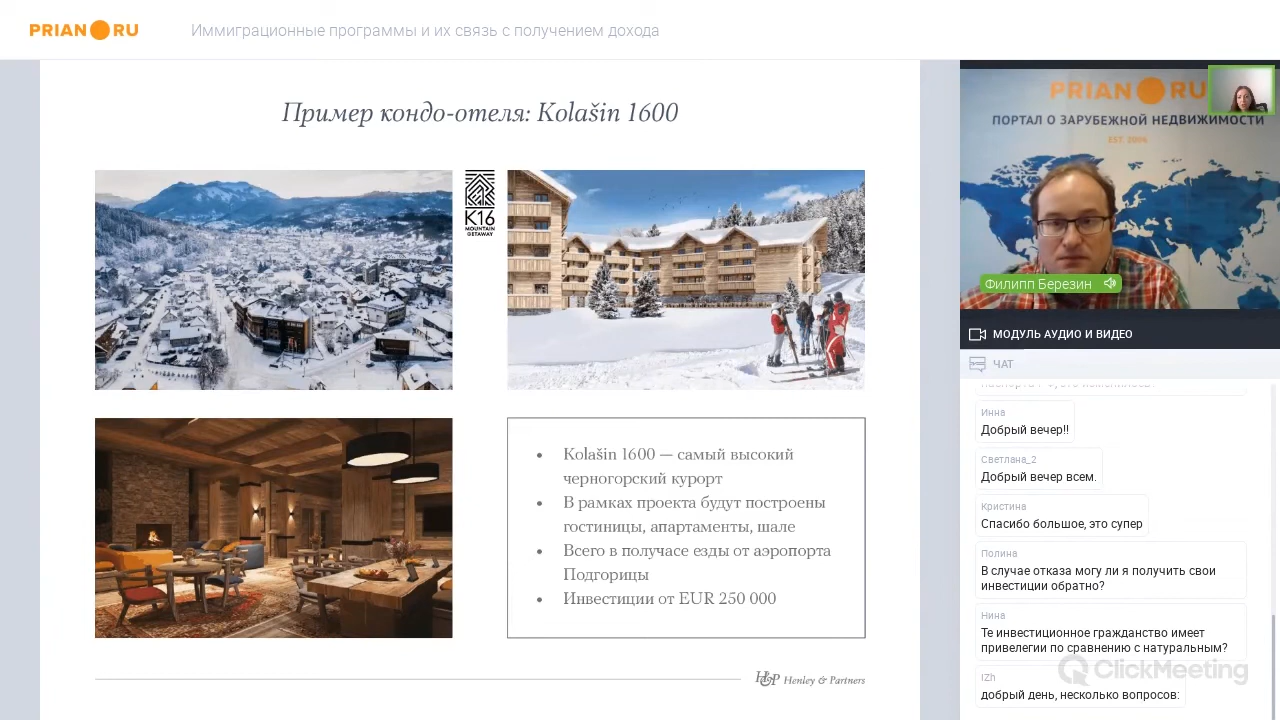 PRIAN RU
Иммиграционные программы и их связь с получением дохода
Пример кондо-отеля: Kolašin 1600
K16
MOUNTAIN
GETAWAY
• Kolašin 1600 — самый высокий
черногорский курорт
• В рамках проекта будут построены
гостиницы, апартаменты, шале
• Всего в получасе езды от аэропорта
Подгорицы
• Инвестиции от EUR 250 000
H&P Henley & Partners
PRIAN RU
ПОРТАЛ О ЗАРУБЕЖНОЙ НЕДВИЖИМОСТИ
EST. 2004
Филипп Березин
МОДУЛЬ АУДИО И ВИДЕО
ЧАТ
Инна
Добрый вечер!!
Светлана_2
Добрый вечер всем.
Кристина
Спасибо большое, это супер
Полина
В случае отказа могу ли я получить свои
инвестиции обратно?
Нина
Те инвестиционное гражданство имеет
привелегии по сравнению с натуральным?
ClickMeeting
IZh
добрый день, несколько вопросов: